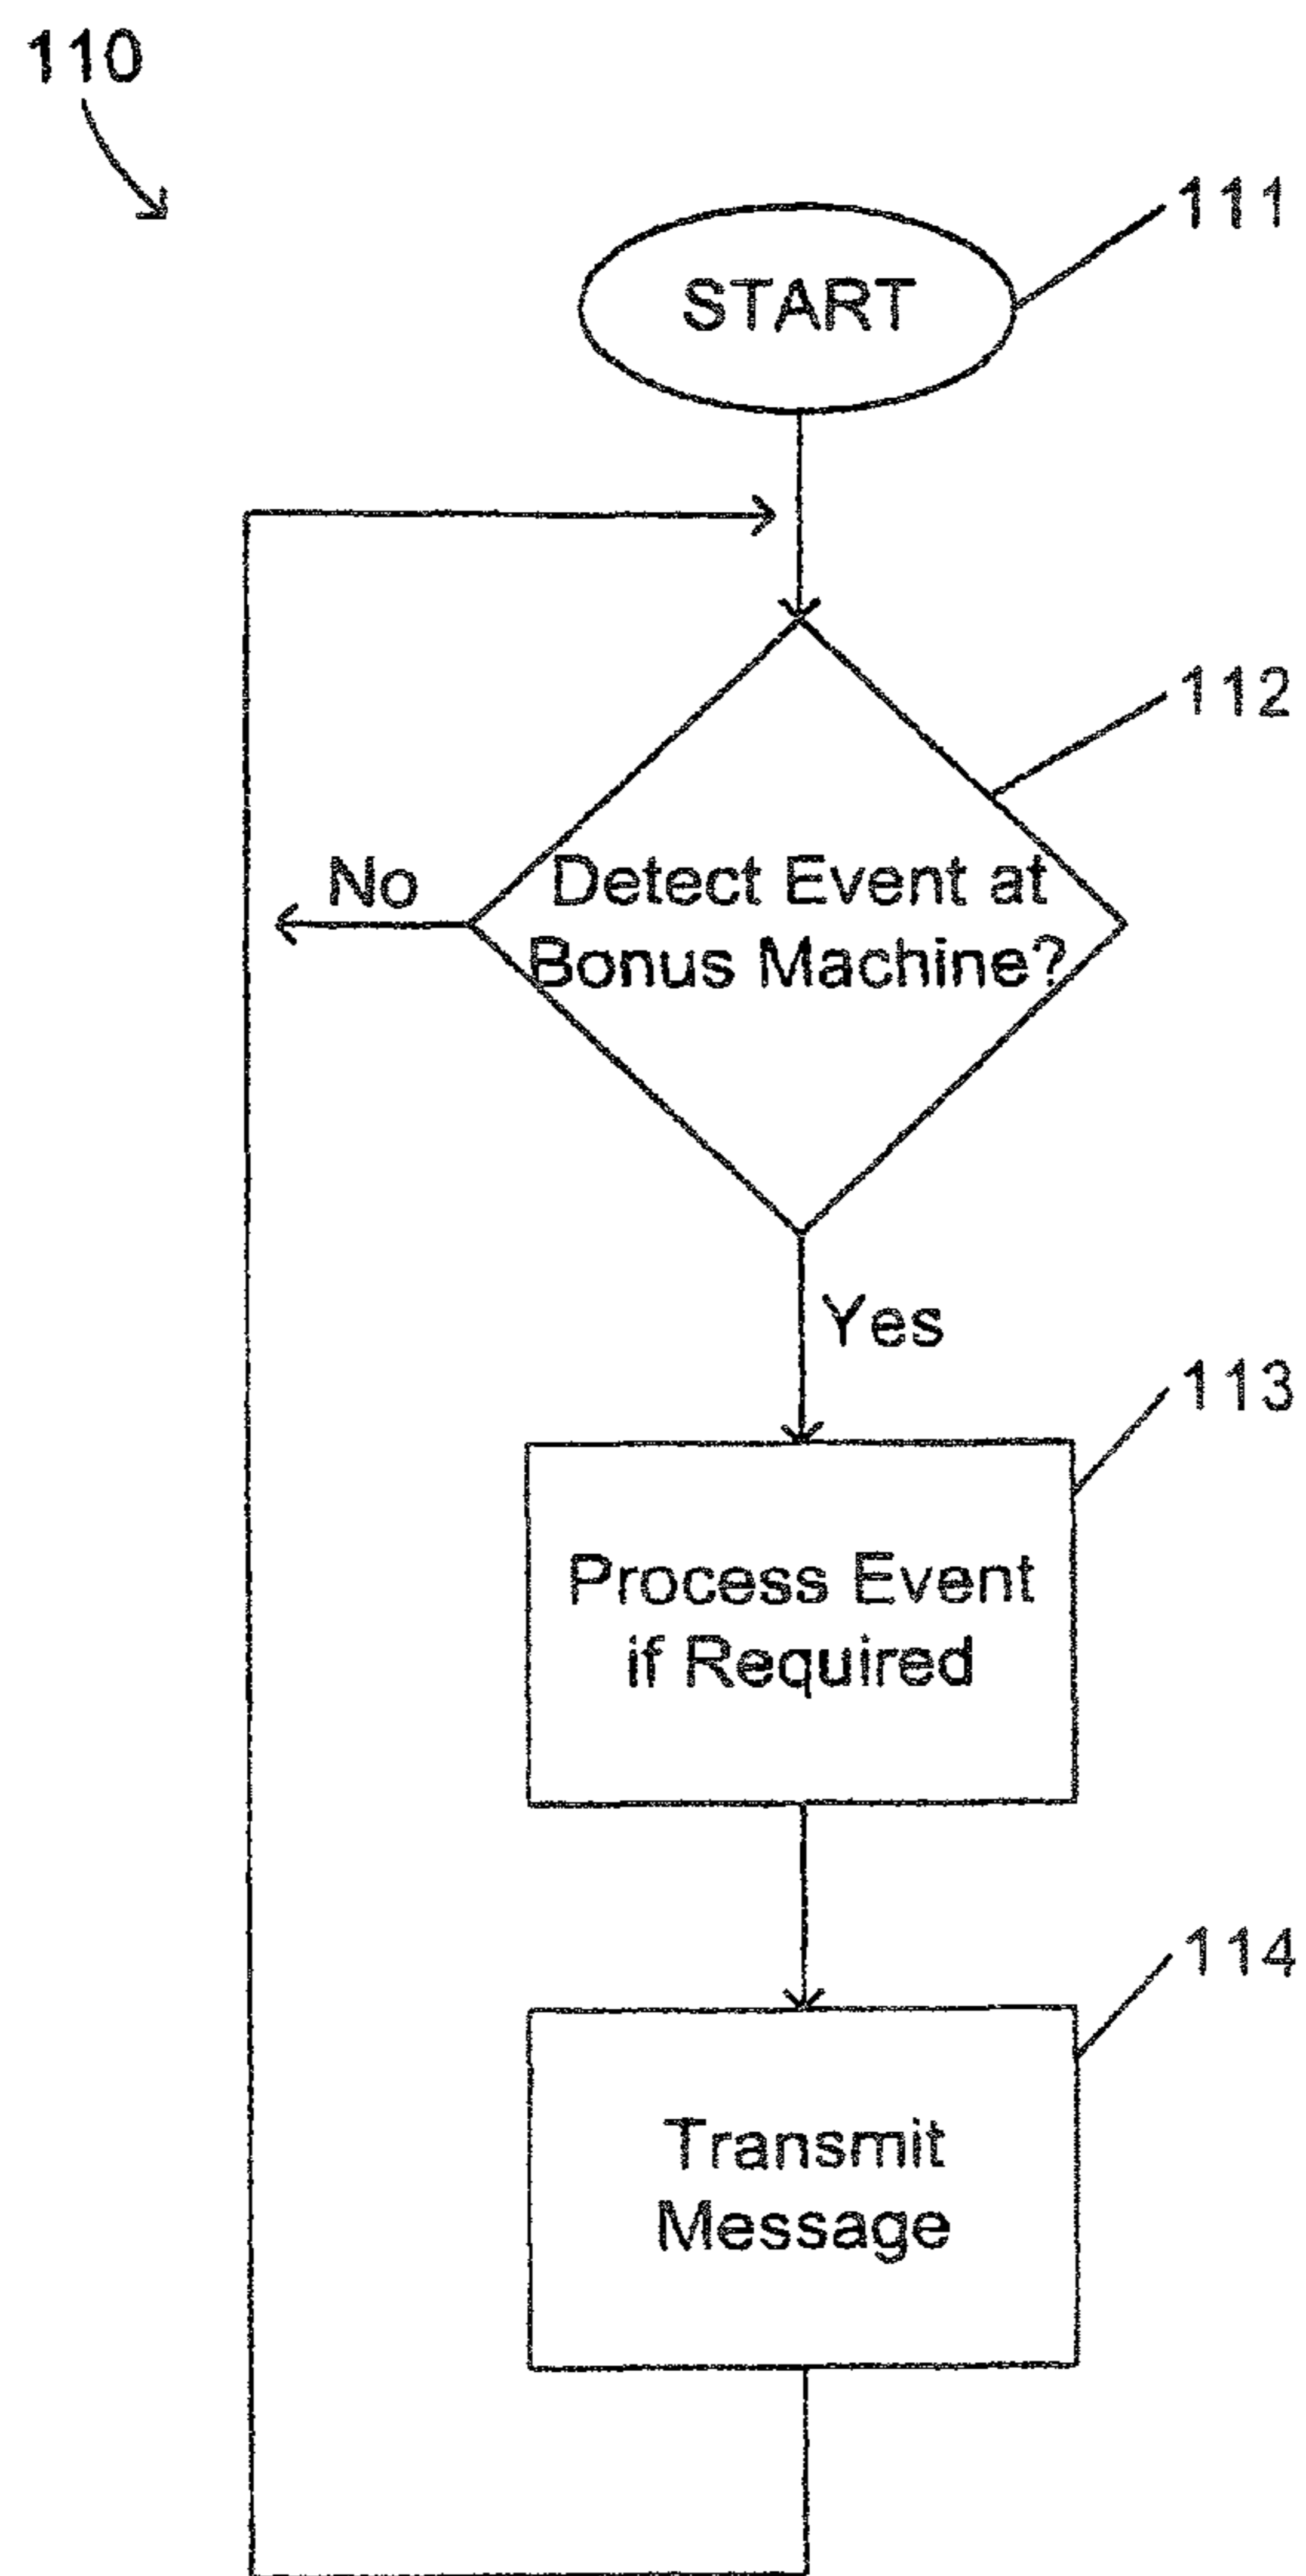 110
111
START
112
No
Detect Event at
Bonus Machine?
Yes
113
Process Event
if Required
114
Transmit
Message